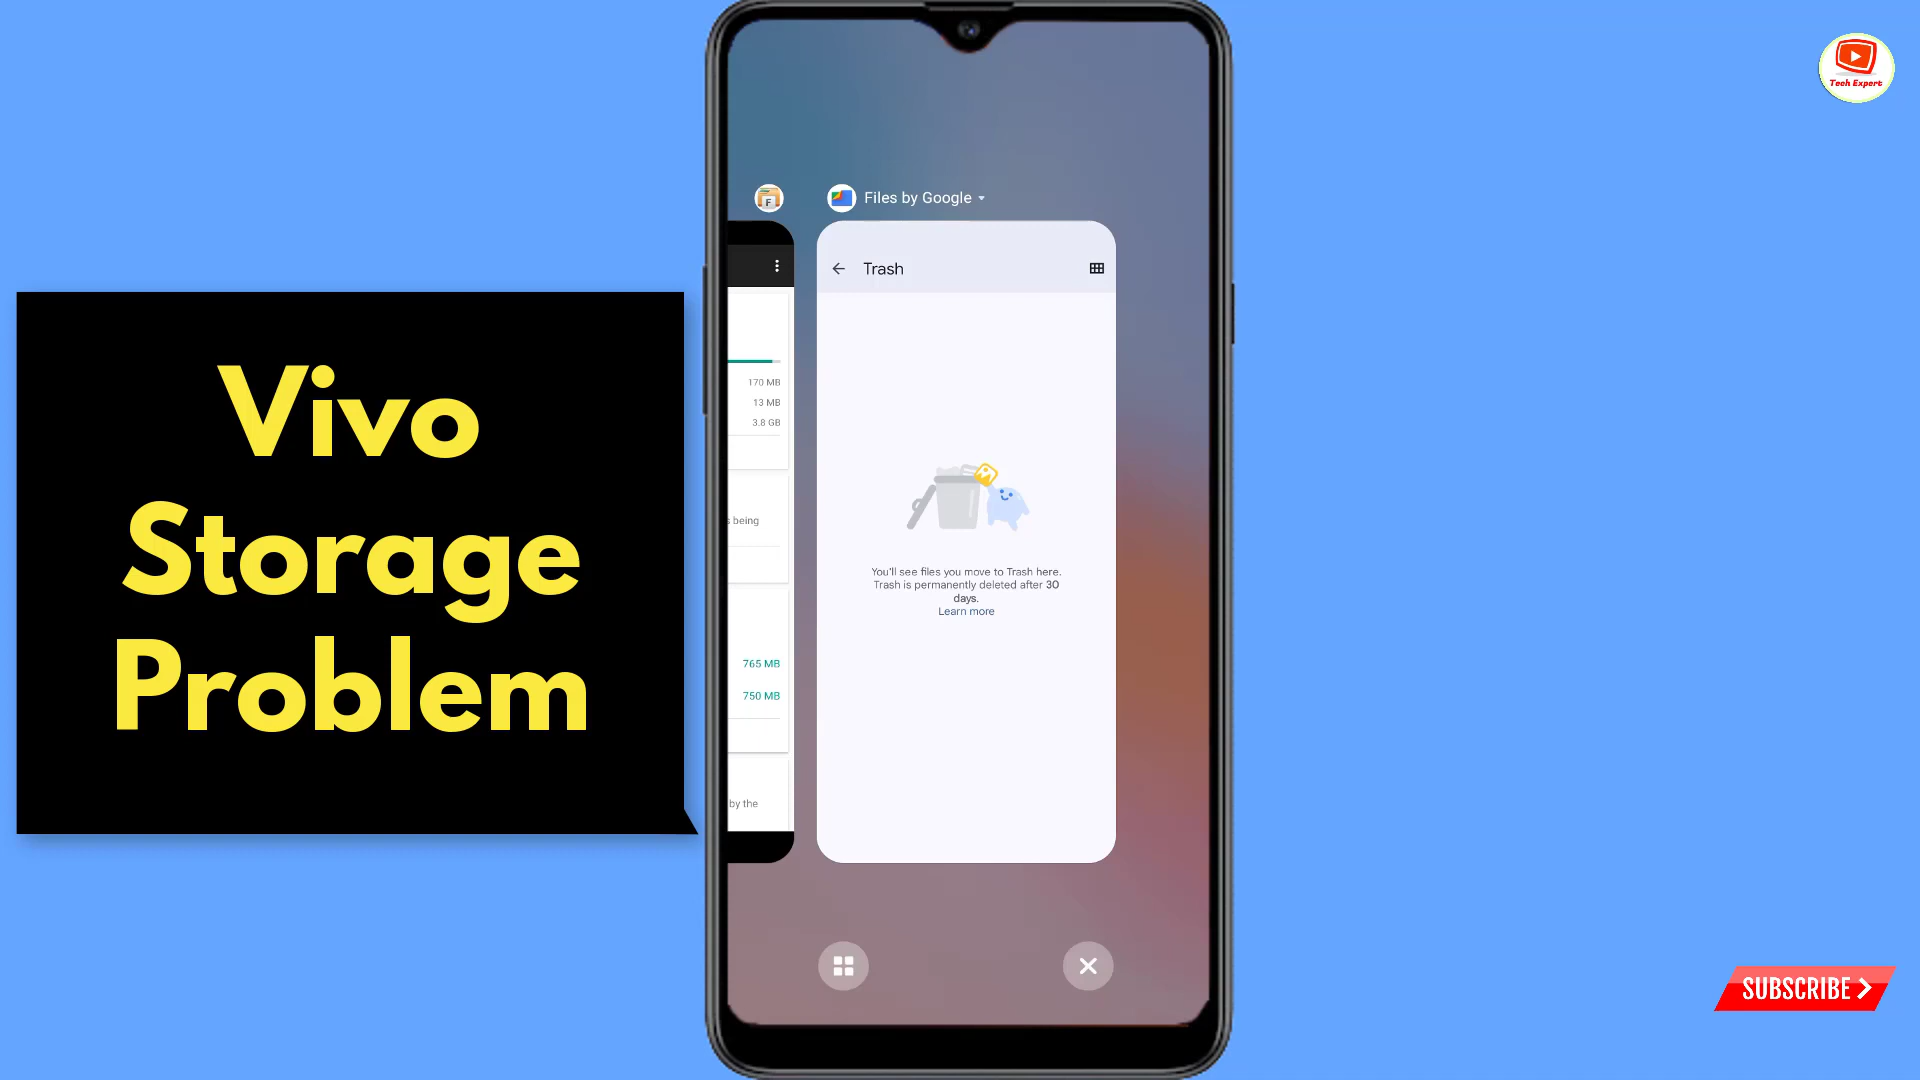 Vivo
Storage
Problem
F
Files by Google
Trash
170 MB
13 MB
3.8 GB
s being
765 MB
750 MB
by the
You'll see files you move to Trash here.
Trash is permanently deleted after 30
days.
Learn more
Tech Expert
SUBSCRIBE